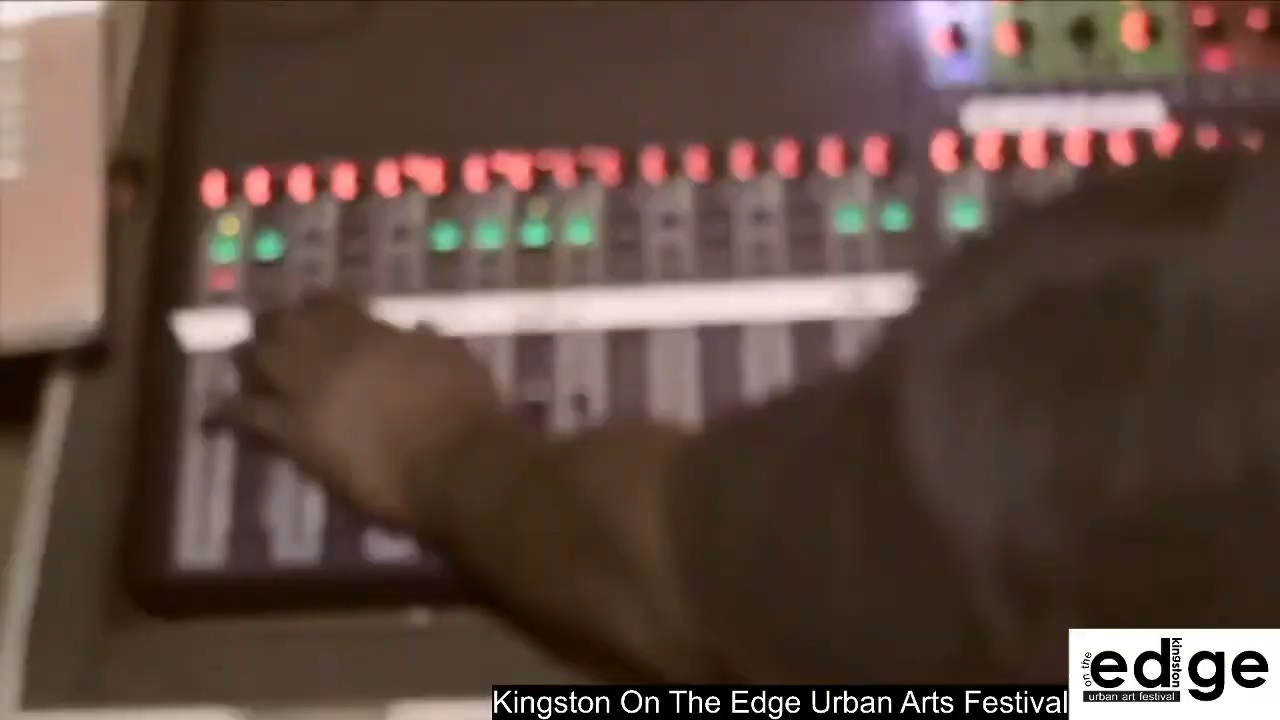 Kingston On The Edge Urban Arts Festival
on the
edge
kingston
urban art festival